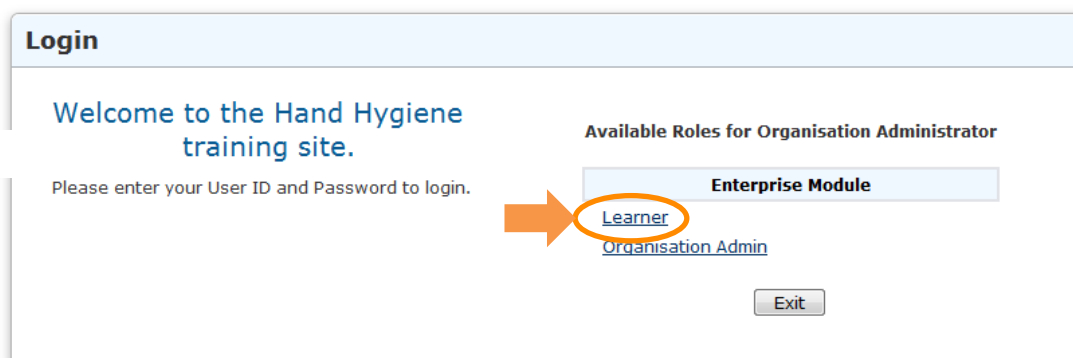 Login
Welcome to the Hand Hygiene
training site.
Please enter your User ID and Password to login.
Available Roles for Organisation Administrator
Enterprise Module
Learner
Organisation Admin
Exit